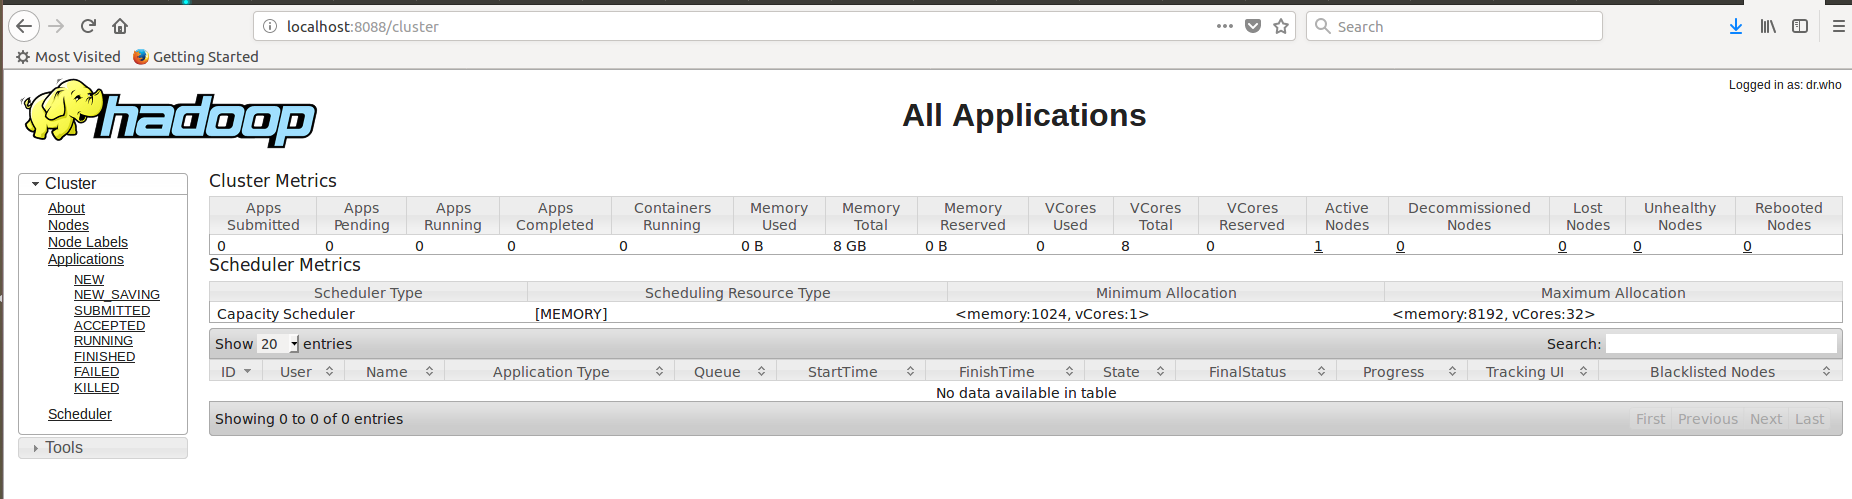 localhost:8088/cluster
Search
Most Visited Getting Started
Logged in as: dr.who
hadoop
All Applications
Cluster
About
Nodes
Node Labels
Applications
NEW
NEW_SAVING
SUBMITTED
ACCEPTED
RUNNING
FINISHED
FAILED
KILLED
Scheduler
Tools
Cluster Metrics
Apps Submitted Apps Pending Apps Running Apps Completed Containers Running Memory Used Memory Total Memory Reserved VCores Used VCores Total VCores Reserved Active Nodes Decommissioned Nodes Lost Nodes Unhealthy Nodes Rebooted Nodes
0 0 0 0 0 0 B 8 GB 0 B 0 8 0 1 0 0 0 0
Scheduler Metrics
Scheduler Type Scheduling Resource Type Minimum Allocation Maximum Allocation
Capacity Scheduler [MEMORY] <memory:1024, vCores:1> <memory:8192, vCores:32>
Show 20 entries Search:
ID User Name Application Type Queue StartTime FinishTime State FinalStatus Progress Tracking UI Blacklisted Nodes
No data available in table
Showing 0 to 0 of 0 entries First Previous Next Last